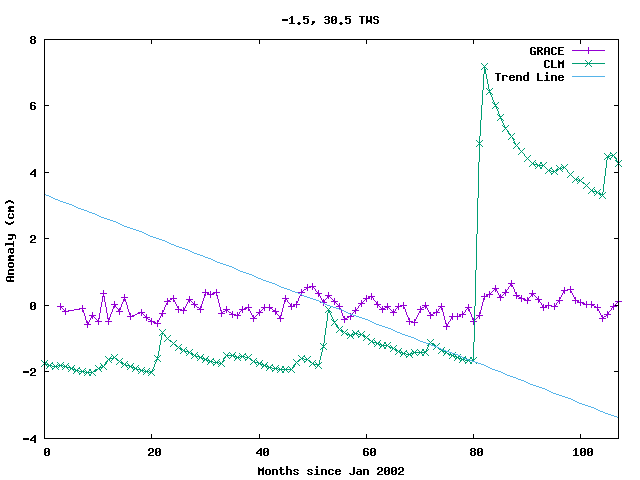 -1.5, 30.5 TWS
GRACE
CLM
Trend Line
8
6
4
2
0
-2
-4
Anomaly (cm)
0 20 40 60 80 100
Months since Jan 2002